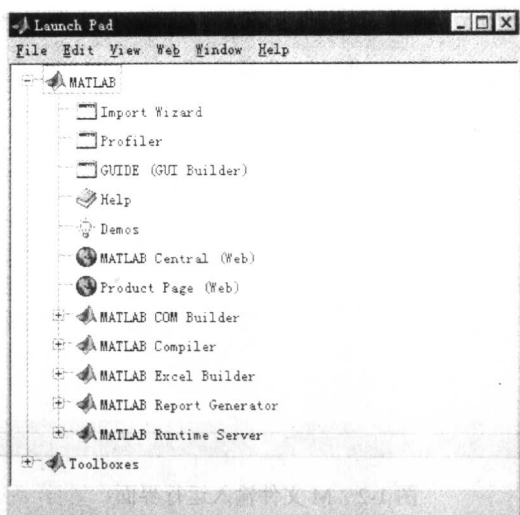 Launch Pad
File Edit View Web Window Help
MATLAB
Import Wizard
Profiler
GUIDE (GUI Builder)
Help
Demos
MATLAB Central (Web)
Product Page (Web)
MATLAB COM Builder
MATLAB Compiler
MATLAB Excel Builder
MATLAB Report Generator
MATLAB Runtime Server
Toolboxes